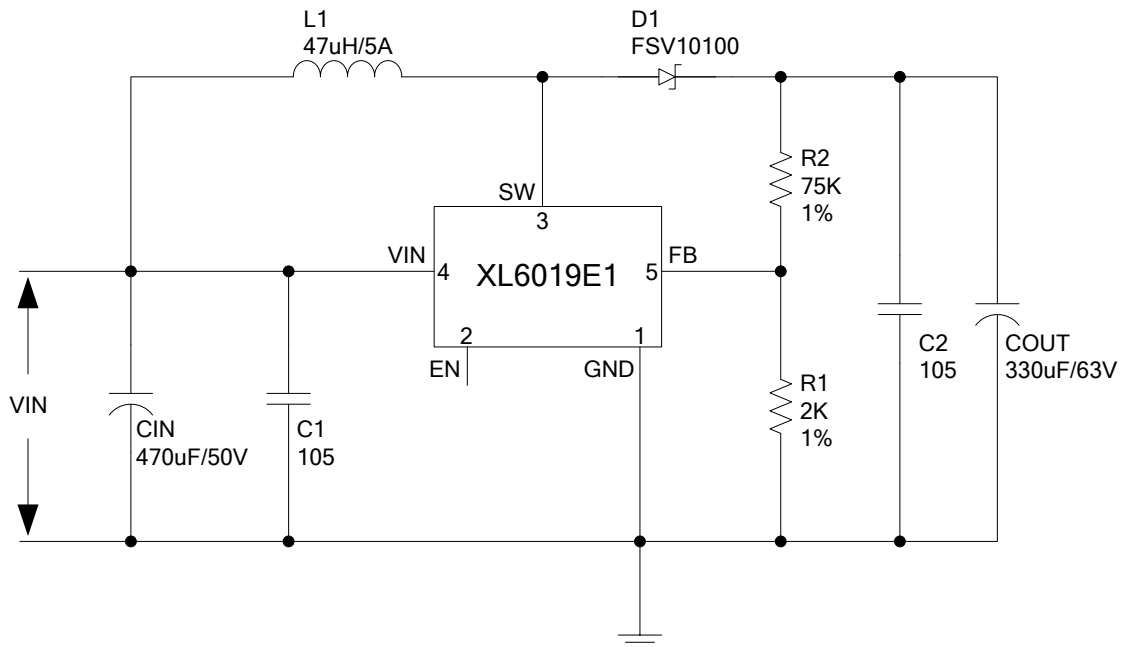 L1
47uH/5A
D1
FSV10100
R2
75K
1%
SW
3
VIN
4
XL6019E1
5
FB
2
1
EN
GND
VIN
CIN
470uF/50V
C1
105
R1
2K
1%
C2
105
COUT
330uF/63V